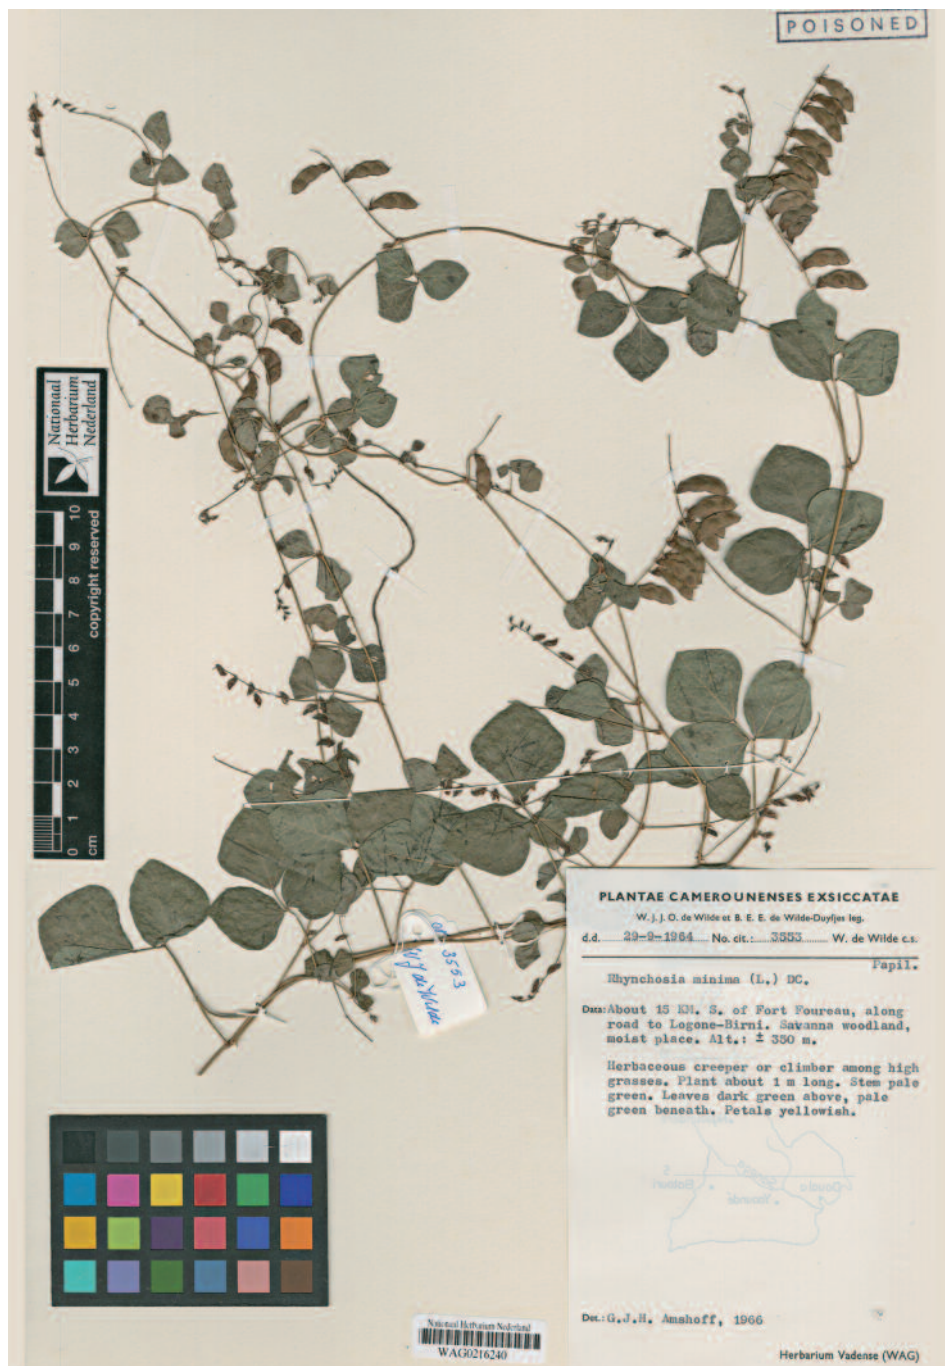 POISONED
Nationaal
Herbarium
Nederland
10
9
8
7
6
5
4
3
2
1
0
cm
copyright reserved
3553
W J de Wilde
PLANTAE CAMEROUNENSES EXSICCATAE
W. J. J. O. de Wilde et B. E. E. de Wilde-Duyfjes leg.
d.d. 29-9-1964 No. cit.: 3553 W. de Wilde c.s.
Papil.
Rhynchosia minima (L.) DC.
Data: About 15 KM. S. of Fort Foureau, along
road to Logone-Birni. Savanna woodland,
moist place. Alt.: ± 350 m.
Herbaceous creeper or climber among high
grasses. Plant about 1 m long. Stem pale
green. Leaves dark green above, pale
green beneath. Petals yellowish.
Det.: G.J.H. Amshoff, 1966
Herbarium Vadense (WAG)
Nationaal Herbarium Nederland
WAG0216240